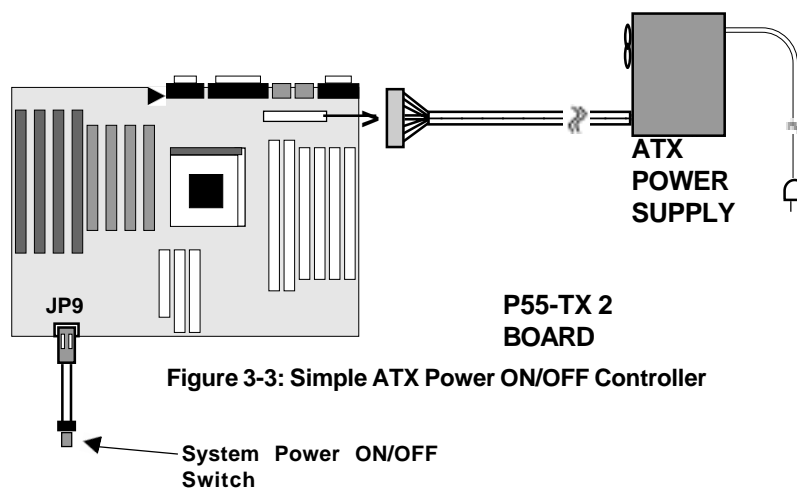 ATX
POWER
SUPPLY
JP9
P55-TX 2
BOARD
Figure 3-3: Simple ATX Power ON/OFF Controller
System Power ON/OFF
Switch